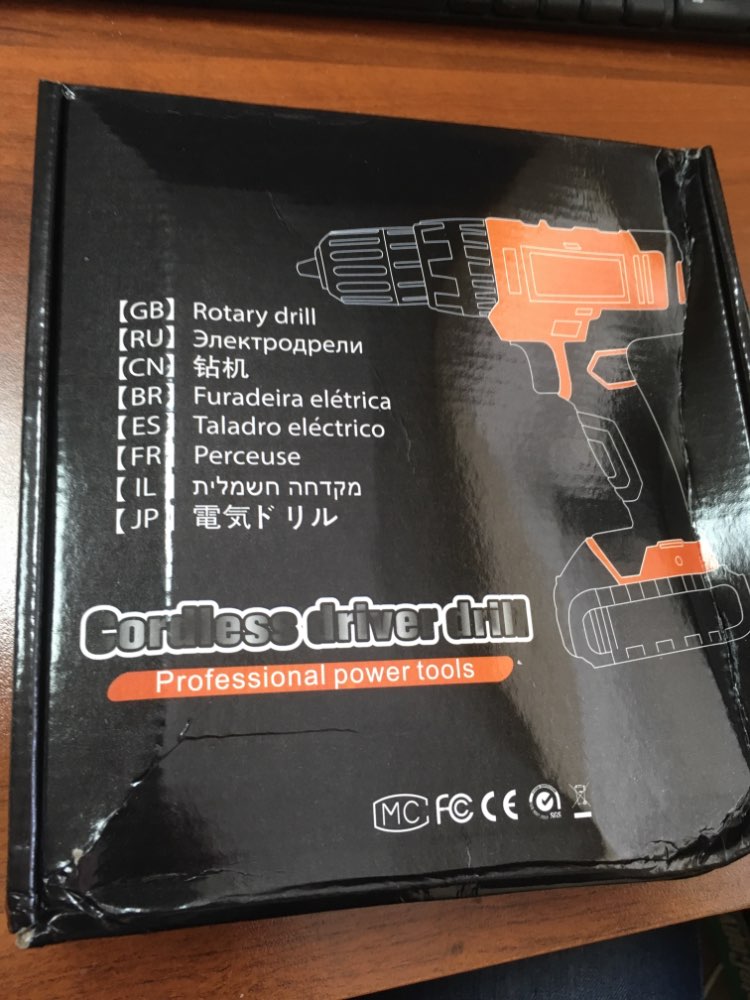 【GB】 Rotary drill
【RU】 Электродрели
【CN】 钻机
【BR】 Furadeira elétrica
【ES】 Taladro eléctrico
【FR】 Perceuse
【IL】 מקדחה חשמלית
【JP】 電気ドリル
Cordless driver drill
Professional power tools
MC FC CE SGS